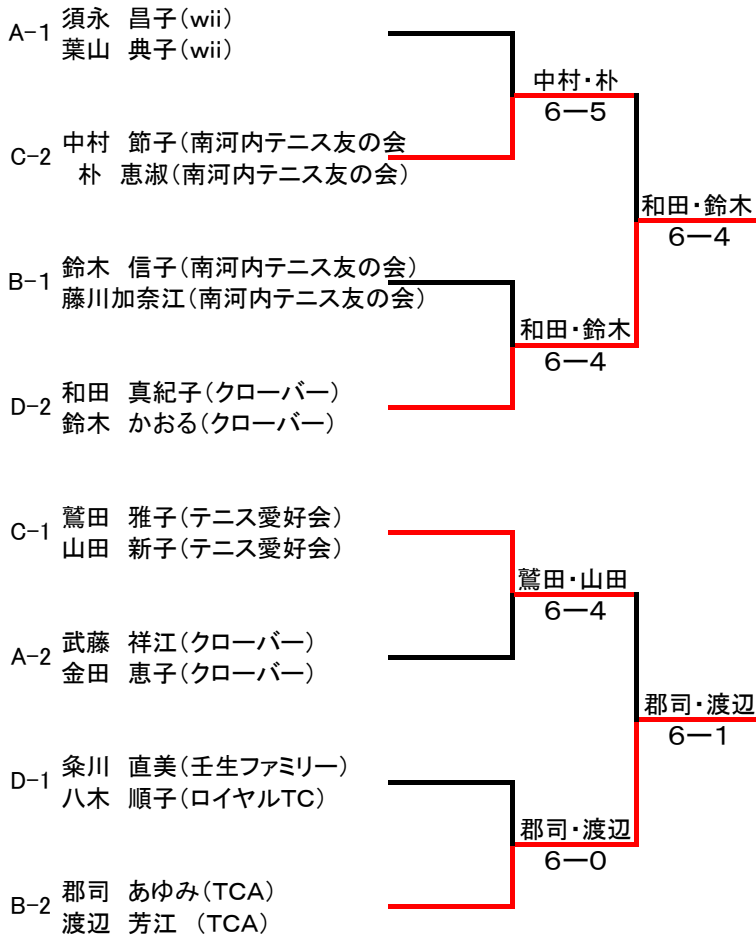 A-1 須永 昌子(wii)
葉山 典子(wii)
中村・朴
6ー5
C-2 中村 節子(南河内テニス友の会
朴 恵淑(南河内テニス友の会)
和田・鈴木
6ー4
B-1 鈴木 信子(南河内テニス友の会)
藤川加奈江(南河内テニス友の会)
和田・鈴木
6ー4
D-2 和田 真紀子(クローバー)
鈴木 かおる(クローバー)
C-1 鷲田 雅子(テニス愛好会)
山田 新子(テニス愛好会)
鷲田・山田
6ー4
A-2 武藤 祥江(クローバー)
金田 恵子(クローバー)
郡司・渡辺
6ー1
D-1 粂川 直美(壬生ファミリー)
八木 順子(ロイヤルTC)
郡司・渡辺
6ー0
B-2 郡司 あゆみ(TCA)
渡辺 芳江 (TCA)